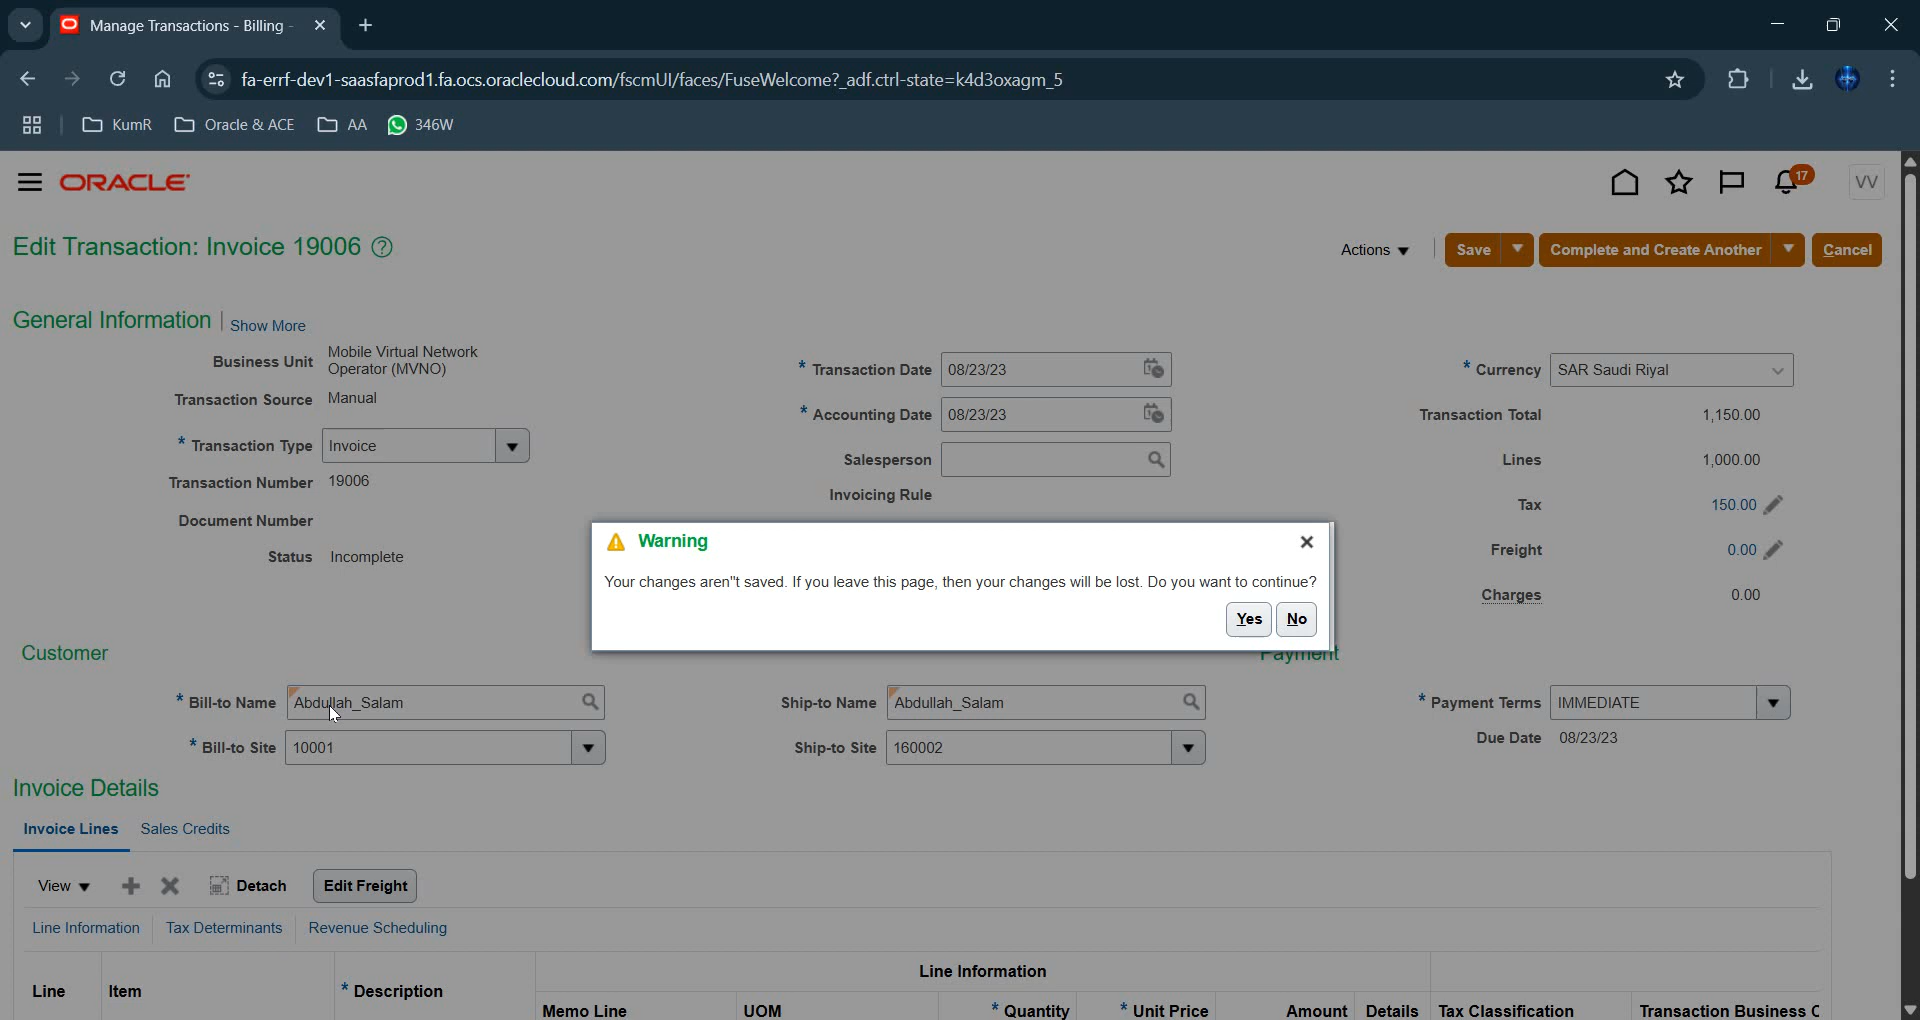 Manage Transactions - Billing -
fa-errf-dev1-saasfaprod1.fa.ocs.oraclecloud.com/fscmUI/faces/FuseWelcome?_adf.ctrl-state=k4d3oxagm_5
KumR Oracle & ACE AA 346W
ORACLE 17 VV
Edit Transaction: Invoice 19006 ? Actions Save Complete and Create Another Cancel
General Information Show More
Business Unit Mobile Virtual Network
Operator (MVNO)
Transaction Source Manual
* Transaction Type Invoice
Transaction Number 19006
Document Number
Status Incomplete
* Transaction Date 08/23/23
* Accounting Date 08/23/23
Salesperson
Invoicing Rule
* Currency SAR Saudi Riyal
Transaction Total 1,150.00
Lines 1,000.00
Tax 150.00
Freight 0.00
Charges 0.00
Warning
Your changes aren"t saved. If you leave this page, then your changes will be lost. Do you want to continue?
Yes No
Customer Payment
* Bill-to Name Abdullah_Salam Ship-to Name Abdullah_Salam * Payment Terms IMMEDIATE
* Bill-to Site 10001 Ship-to Site 160002 Due Date 08/23/23
Invoice Details
Invoice Lines Sales Credits
View Detach Edit Freight
Line Information Tax Determinants Revenue Scheduling
Line Information
Line Item * Description
Memo Line UOM * Quantity * Unit Price Amount Details Tax Classification Transaction Business C